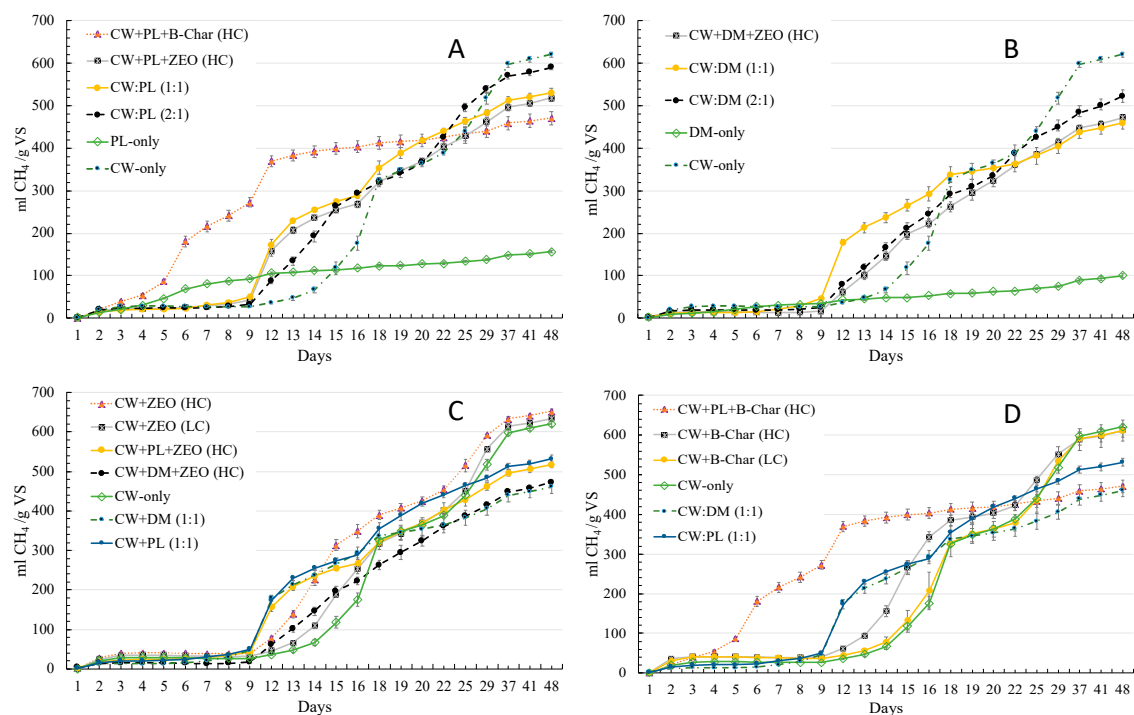 A
CW+PL+B-Char (HC)
CW+PL+ZEO (HC)
CW:PL (1:1)
CW:PL (2:1)
PL-only
CW-only
ml CH4 /g VS
700
600
500
400
300
200
100
0
1 2 3 4 5 6 7 8 9 12 13 14 15 16 18 19 20 22 25 29 37 41 48
Days
B
CW+DM+ZEO (HC)
CW:DM (1:1)
CW:DM (2:1)
DM-only
CW-only
ml CH4 /g VS
700
600
500
400
300
200
100
0
1 2 3 4 5 6 7 8 9 12 13 14 15 16 18 19 20 22 25 29 37 41 48
Days
C
CW+ZEO (HC)
CW+ZEO (LC)
CW+PL+ZEO (HC)
CW+DM+ZEO (HC)
CW-only
CW+DM (1:1)
CW+PL (1:1)
ml CH4 /g VS
700
600
500
400
300
200
100
0
1 2 3 4 5 6 7 8 9 12 13 14 15 16 18 19 20 22 25 29 37 41 48
Days
D
CW+PL+B-Char (HC)
CW+B-Char (HC)
CW+B-Char (LC)
CW-only
CW:DM (1:1)
CW:PL (1:1)
ml CH4 /g VS
700
600
500
400
300
200
100
0
1 2 3 4 5 6 7 8 9 12 13 14 15 16 18 19 20 22 25 29 37 41 48
Days